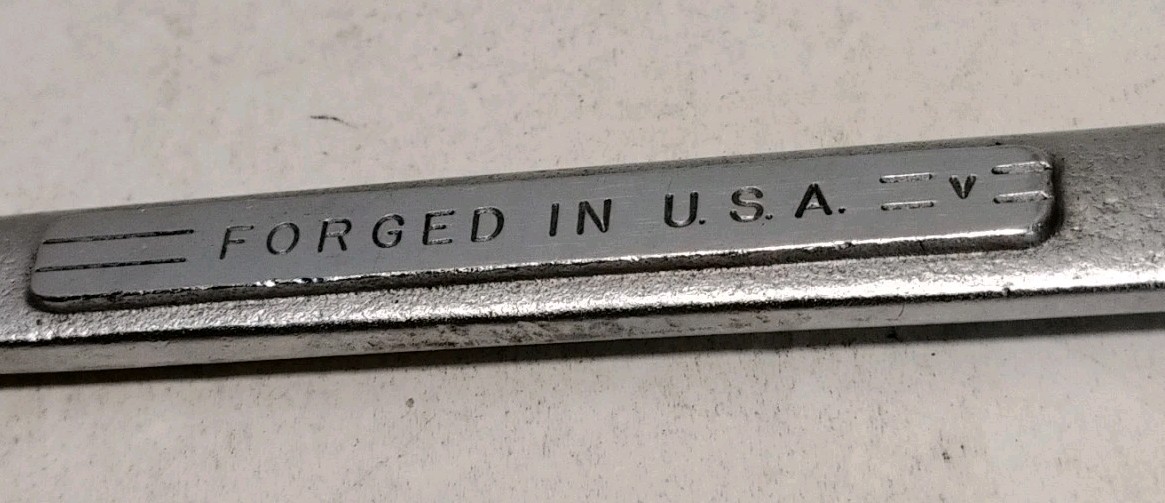 FORGED IN U.S.A. V